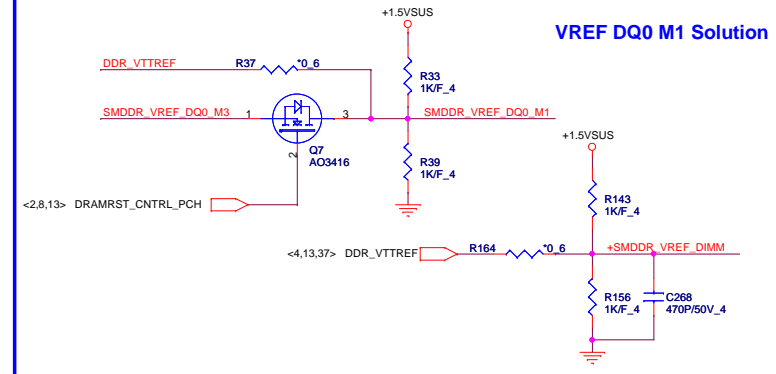 +1.5VSUS
VREF DQ0 M1 Solution
DDR_VTTREF
R37
*0_6
R33
1K/F_4
SMDDR_VREF_DQ0_M3
1
3
SMDDR_VREF_DQ0_M1
Q7
AO3416
2
R39
1K/F_4
+1.5VSUS
<2,8,13> DRAMRST_CNTRL_PCH
R143
1K/F_4
<4,13,37> DDR_VTTREF
R164
*0_6
+SMDDR_VREF_DIMM
R156
1K/F_4
C268
470P/50V_4